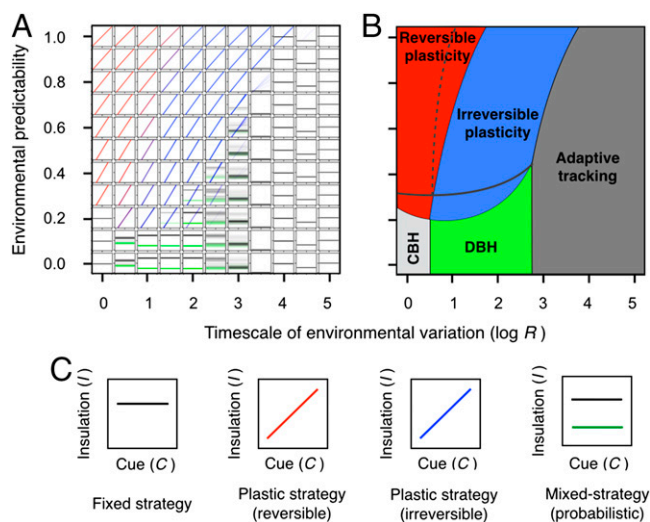 A
Environmental predictability
1.0
0.8
0.6
0.4
0.2
0.0
0 1 2 3 4 5
B
Reversible
plasticity
Irreversible
plasticity
Adaptive
tracking
CBH
DBH
0 1 2 3 4 5
Timescale of environmental variation (log R)
C
Insulation (I)
Cue (C)
Fixed strategy
Insulation (I)
Cue (C)
Plastic strategy
(reversible)
Insulation (I)
Cue (C)
Plastic strategy
(irreversible)
Insulation (I)
Cue (C)
Mixed-strategy
(probabilistic)